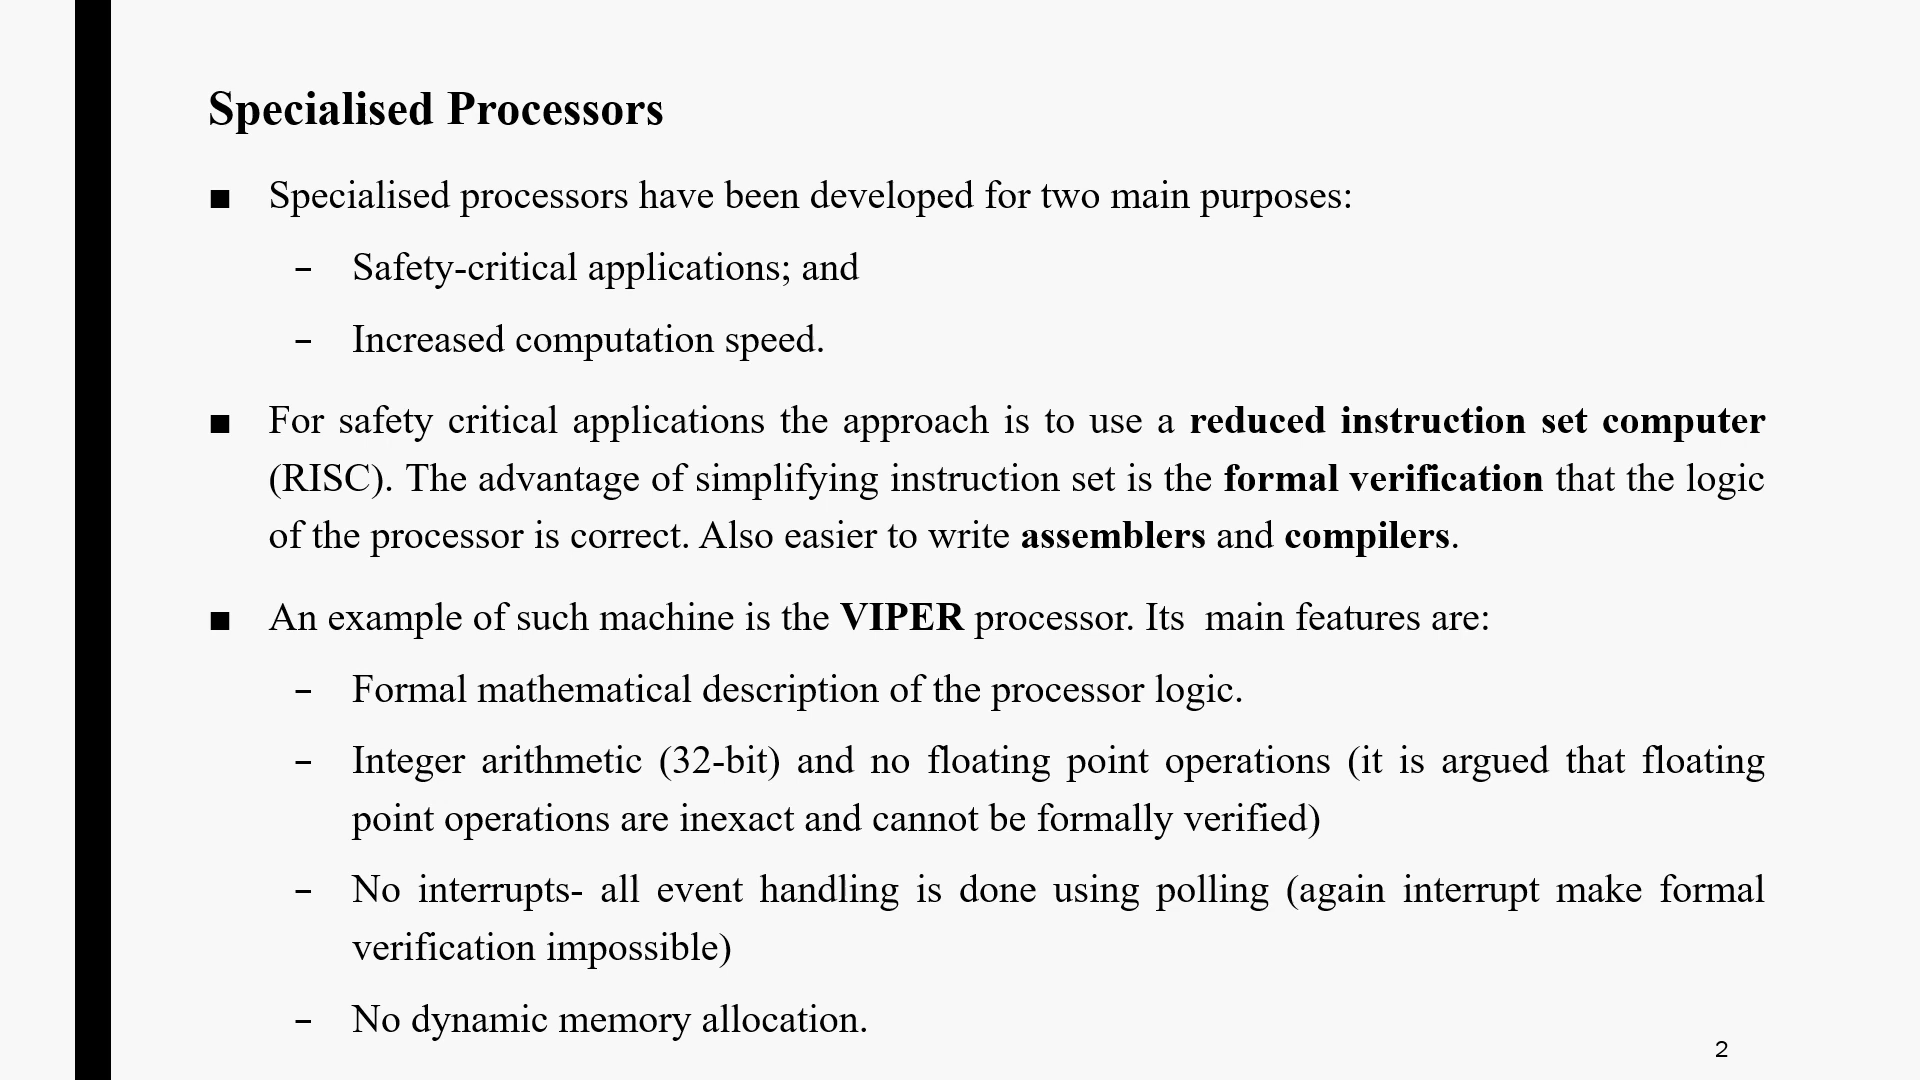 Specialised Processors
■ Specialised processors have been developed for two main purposes:
– Safety-critical applications; and
– Increased computation speed.
■ For safety critical applications the approach is to use a reduced instruction set computer
(RISC). The advantage of simplifying instruction set is the formal verification that the logic
of the processor is correct. Also easier to write assemblers and compilers.
■ An example of such machine is the VIPER processor. Its  main features are:
– Formal mathematical description of the processor logic.
– Integer arithmetic (32-bit) and no floating point operations (it is argued that floating
point operations are inexact and cannot be formally verified)
– No interrupts- all event handling is done using polling (again interrupt make formal
verification impossible)
– No dynamic memory allocation.
2